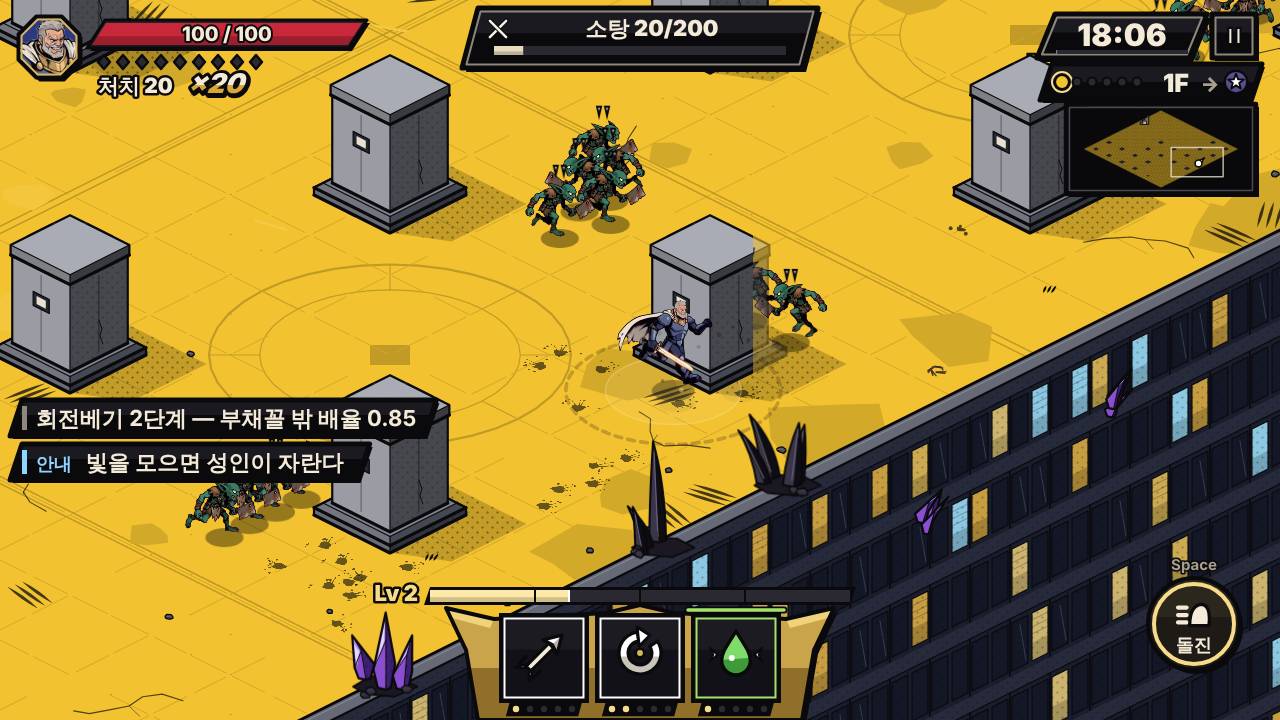 100 / 100
처치 20 ×20
소탕 20/200
18:06
1F
회전베기 2단계 — 부채꼴 밖 배율 0.85
안내 빛을 모으면 성인이 자란다
Lv 2
Space
돌진